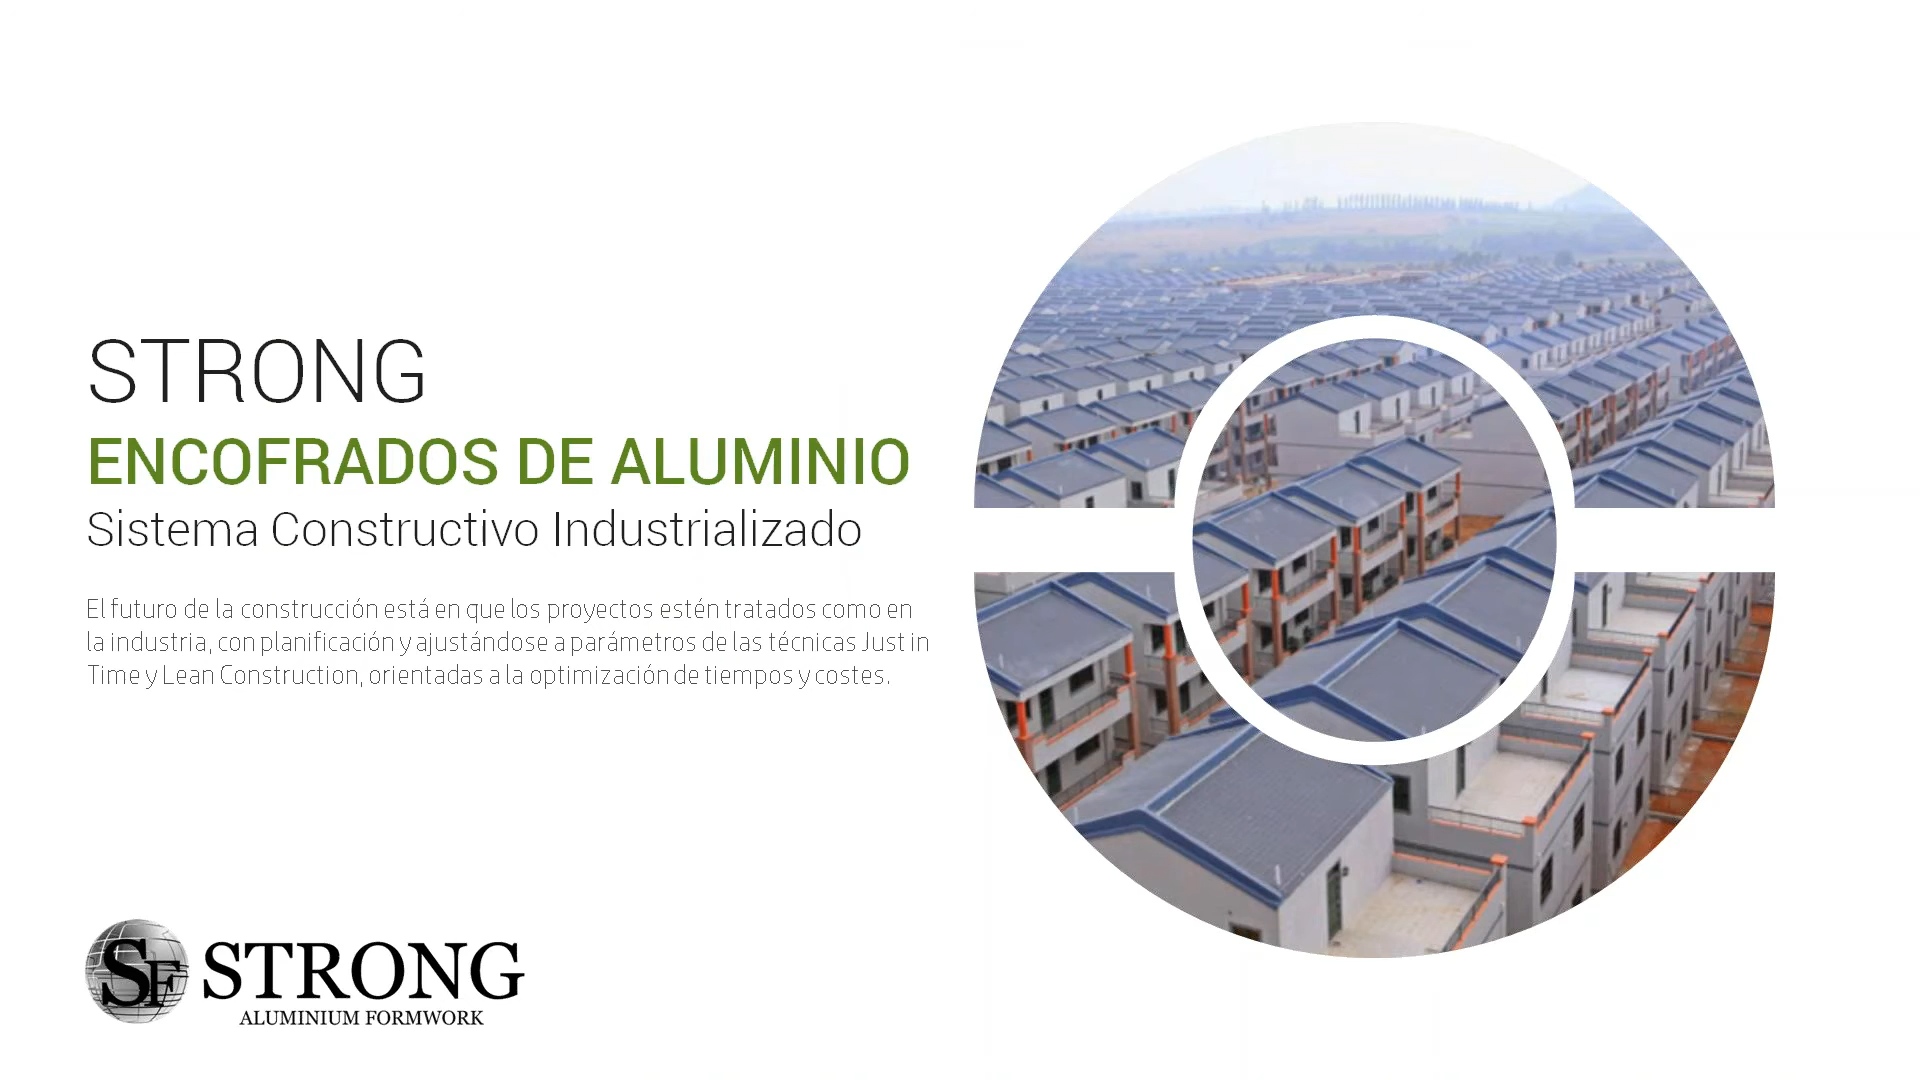 STRONG
ENCOFRADOS DE ALUMINIO
Sistema Constructivo Industrializado
El futuro de la construcción está en que los proyectos estén tratados como en
la industria, con planificación y ajustándose a parámetros de las técnicas Just in
Time y Lean Construction, orientadas a la optimización de tiempos y costes.
SF STRONG
ALUMINIUM FORMWORK